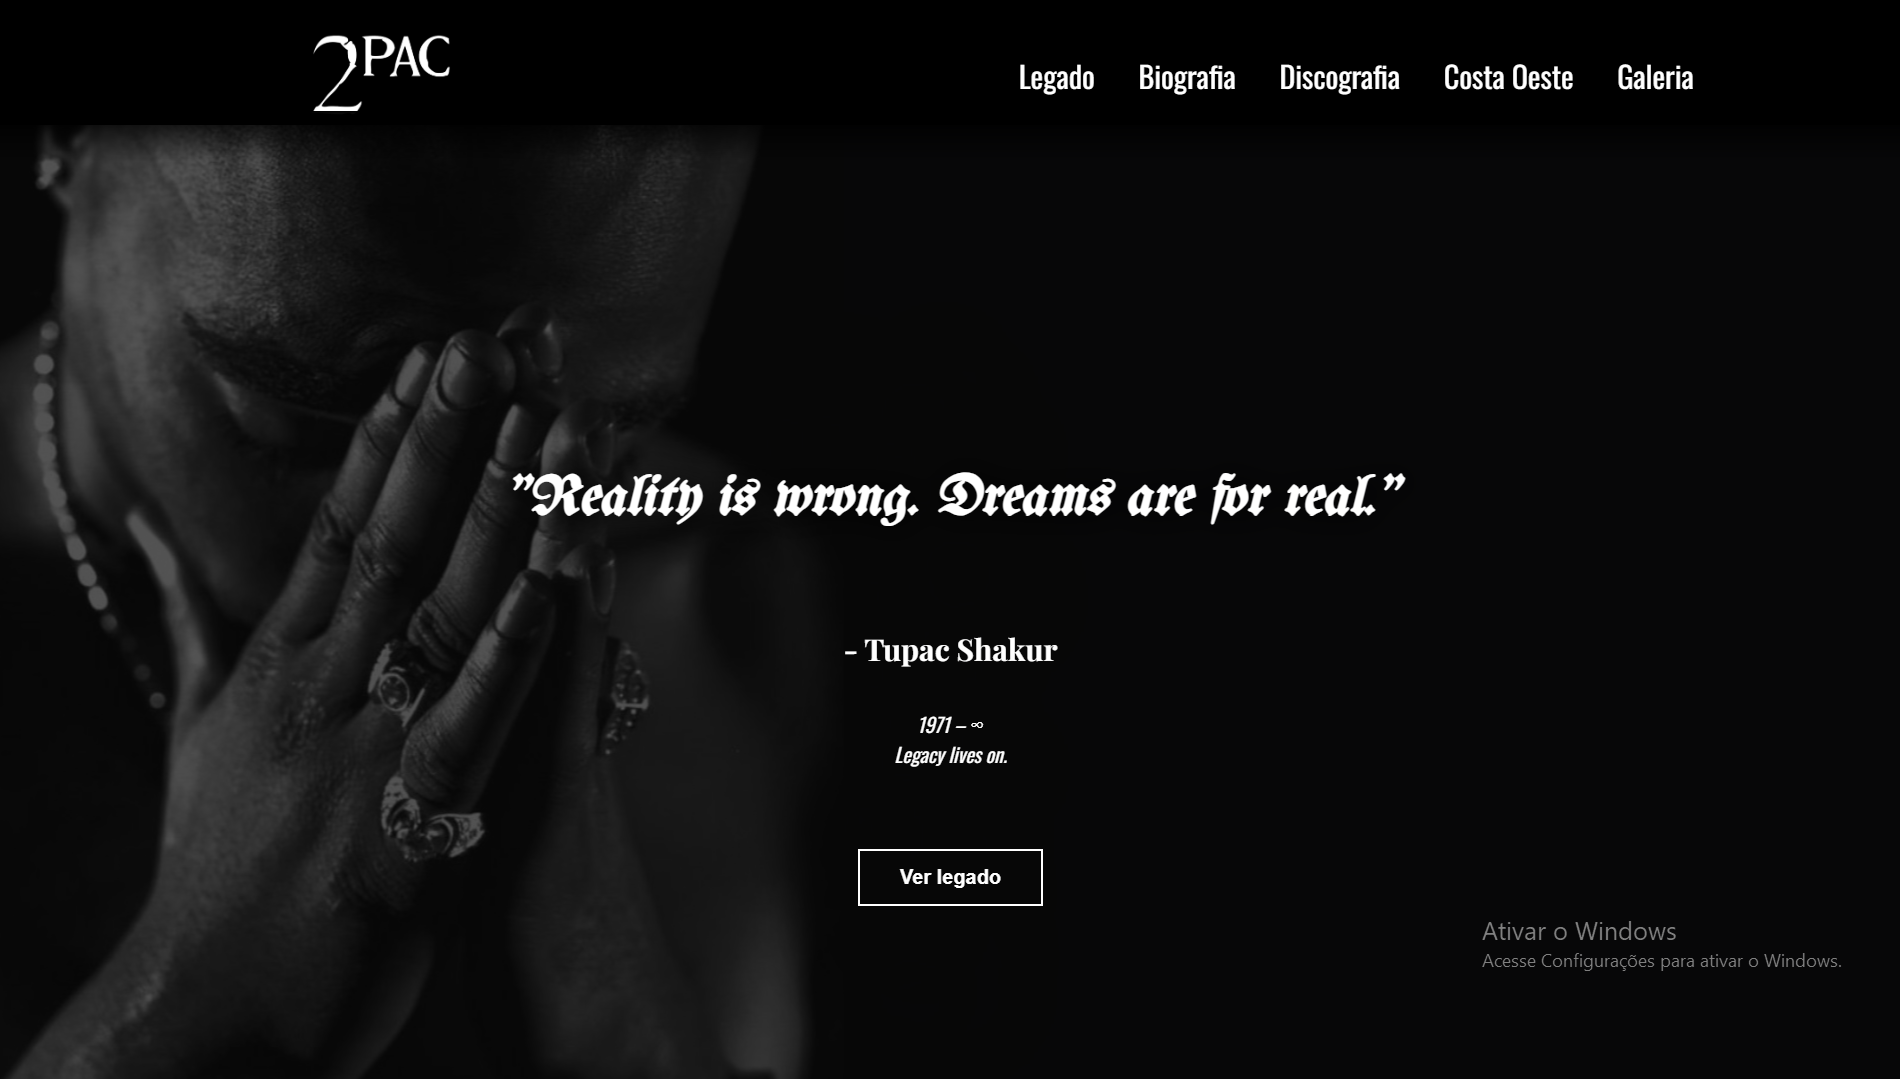 2PAC
Legado Biografia Discografia Costa Oeste Galeria
"Reality is wrong. Dreams are for real."
- Tupac Shakur
1971 – ∞
Legacy lives on.
Ver legado
Ativar o Windows
Acesse Configurações para ativar o Windows.